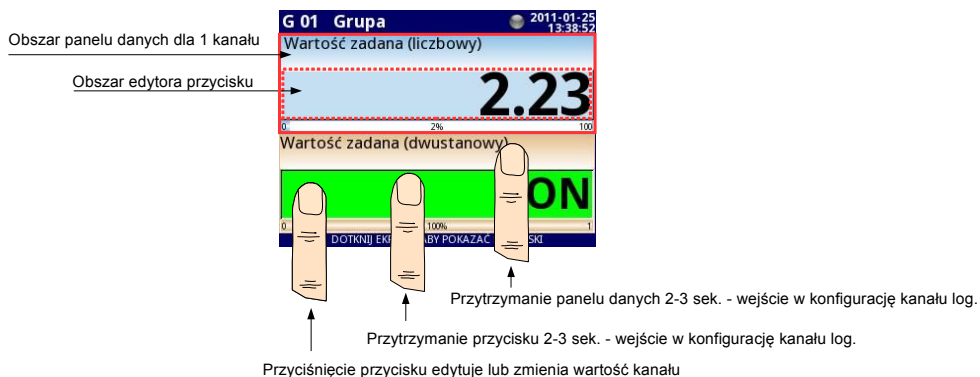 G 01 Grupa
2011-01-25
13:38:52
Obszar panelu danych dla 1 kanału
Wartość zadana (liczbowy)
Obszar edytora przycisku
2.23
0 2% 100
Wartość zadana (dwustanowy)
ON
0 100% 1
DOTKNIJ ABY POKAZAĆ
Przytrzymanie panelu danych 2-3 sek. - wejście w konfigurację kanału log.
Przytrzymanie przycisku 2-3 sek. - wejście w konfigurację kanału log.
Przyciśnięcie przycisku edytuje lub zmienia wartość kanału